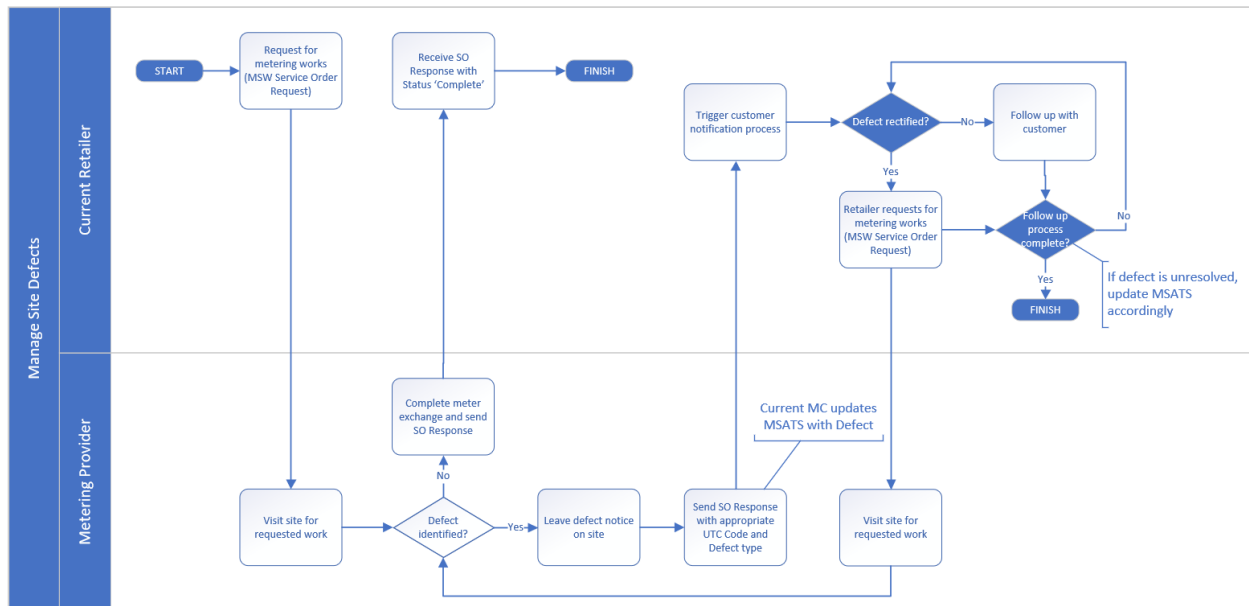 Manage Site Defects
Current Retailer
START
Request for
metering works
(MSW Service Order
Request)
Receive SO
Response with
Status ‘Complete’
FINISH
Trigger customer
notification process
Defect rectified?
No
Follow up with
customer
Yes
Retailer requests for
metering works
(MSW Service Order
Request)
Follow up
process
complete?
No
Yes
FINISH
If defect is unresolved,
update MSATS
accordingly
Metering Provider
Complete meter
exchange and send
SO Response
Current MC updates
MSATS with Defect
No
Visit site for
requested work
Defect
identified?
Yes
Leave defect notice
on site
Send SO Response
with appropriate
UTC Code and
Defect type
Visit site for
requested work